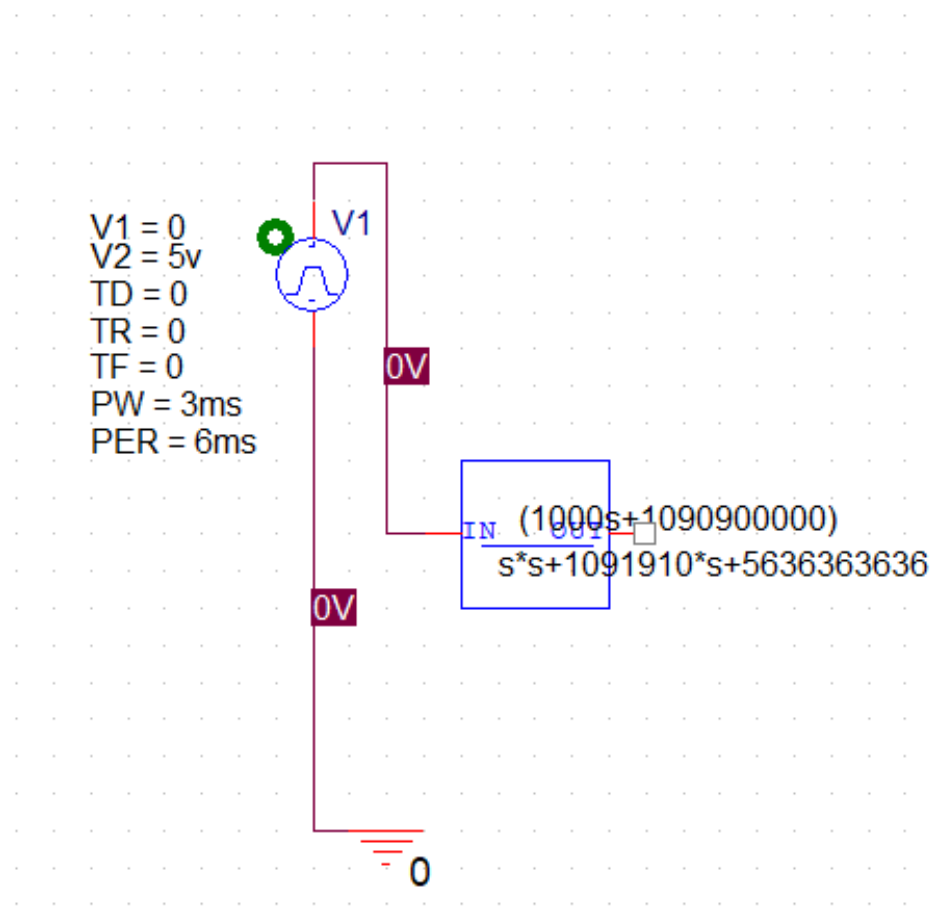 V1
V1 = 0
V2 = 5v
TD = 0
TR = 0
TF = 0
PW = 3ms
PER = 6ms
0V
(1000s+1090900000)
IN OUT
s*s+1091910*s+5636363636
0V
0